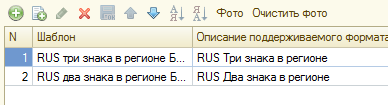 Фото Очистить фото
N Шаблон Описание поддерживаемого формата
1 RUS три знака в регионе Б... RUS Три знака в регионе
2 RUS два знака в регионе Б... RUS Два знака в регионе